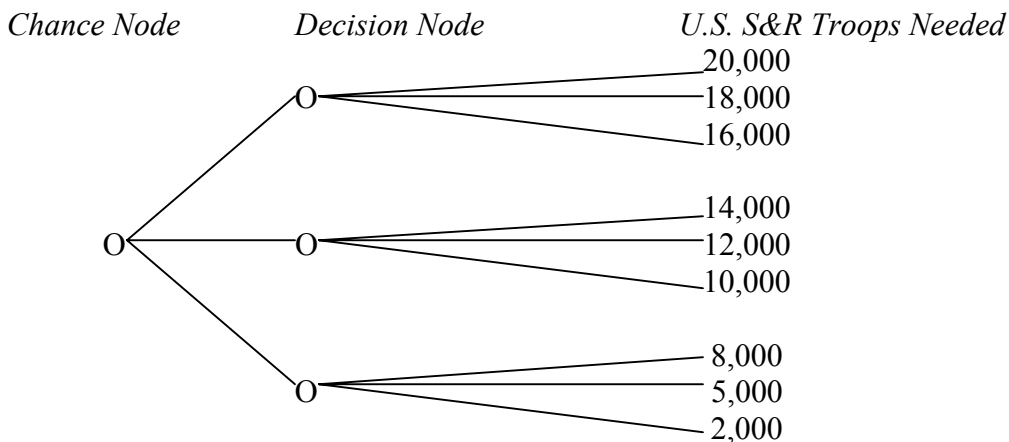 Chance Node Decision Node U.S. S&R Troops Needed
20,000
O 18,000
16,000
14,000
O O 12,000
10,000
8,000
O 5,000
2,000